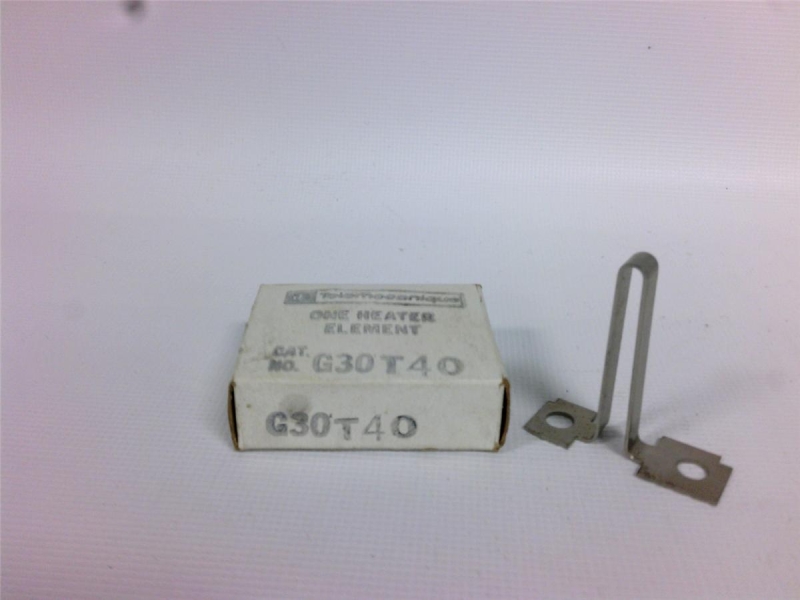 Telemecanique
ONE HEATER
ELEMENT
CAT.
NO. G30T40
G30T40